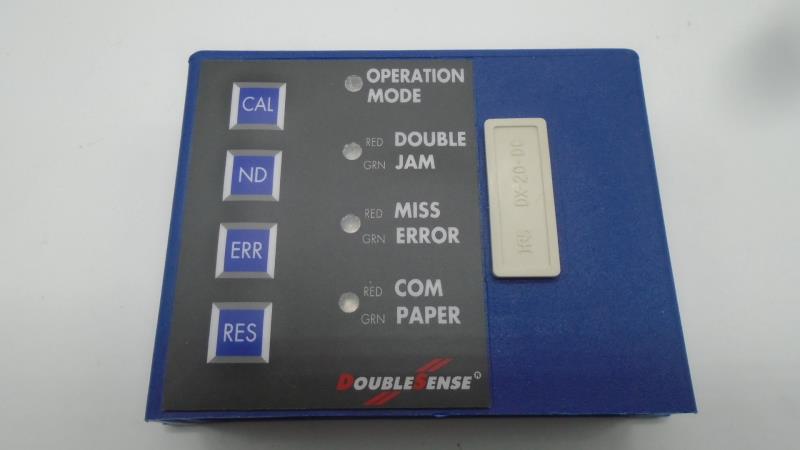 CAL
ND
ERR
RES
OPERATION
MODE
RED DOUBLE
GRN JAM
RED MISS
GRN ERROR
RED COM
GRN PAPER
DOUBLESENSE®
DX-20-DC